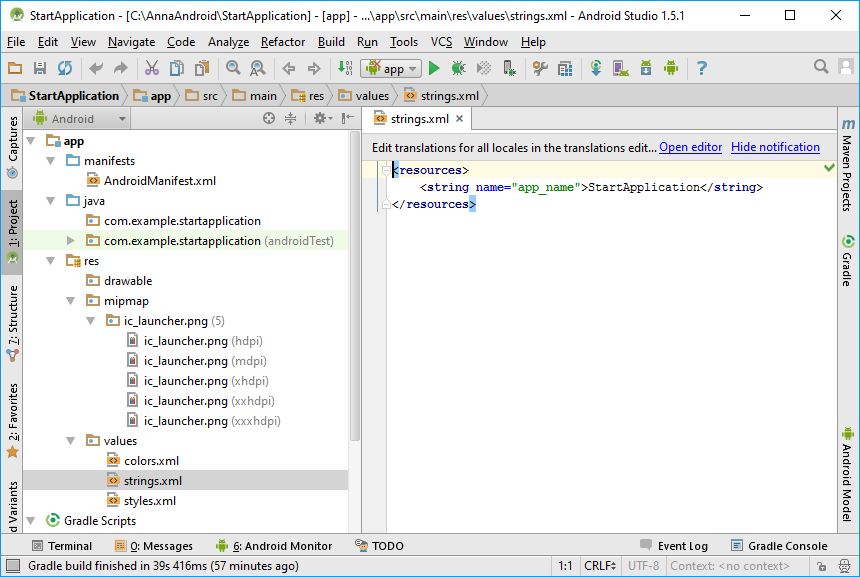 StartApplication - [C:\AnnaAndroid\StartApplication] - [app] - ...\app\src\main\res\values\strings.xml - Android Studio 1.5.1
File Edit View Navigate Code Analyze Refactor Build Run Tools VCS Window Help
app
StartApplication app src main res values strings.xml
Android
strings.xml
Captures
1: Project
7: Structure
2: Favorites
d Variants
app
manifests
AndroidManifest.xml
java
com.example.startapplication
com.example.startapplication (androidTest)
res
drawable
mipmap
ic_launcher.png (5)
ic_launcher.png (hdpi)
ic_launcher.png (mdpi)
ic_launcher.png (xhdpi)
ic_launcher.png (xxhdpi)
ic_launcher.png (xxxhdpi)
values
colors.xml
strings.xml
styles.xml
Gradle Scripts
Edit translations for all locales in the translations edit... Open editor Hide notification
<resources>
<string name="app_name">StartApplication</string>
</resources>
m Maven Projects
Gradle
Android Model
Terminal 0: Messages 6: Android Monitor TODO Event Log Gradle Console
Gradle build finished in 39s 416ms (57 minutes ago) 1:1 CRLF UTF-8 Context: <no context>